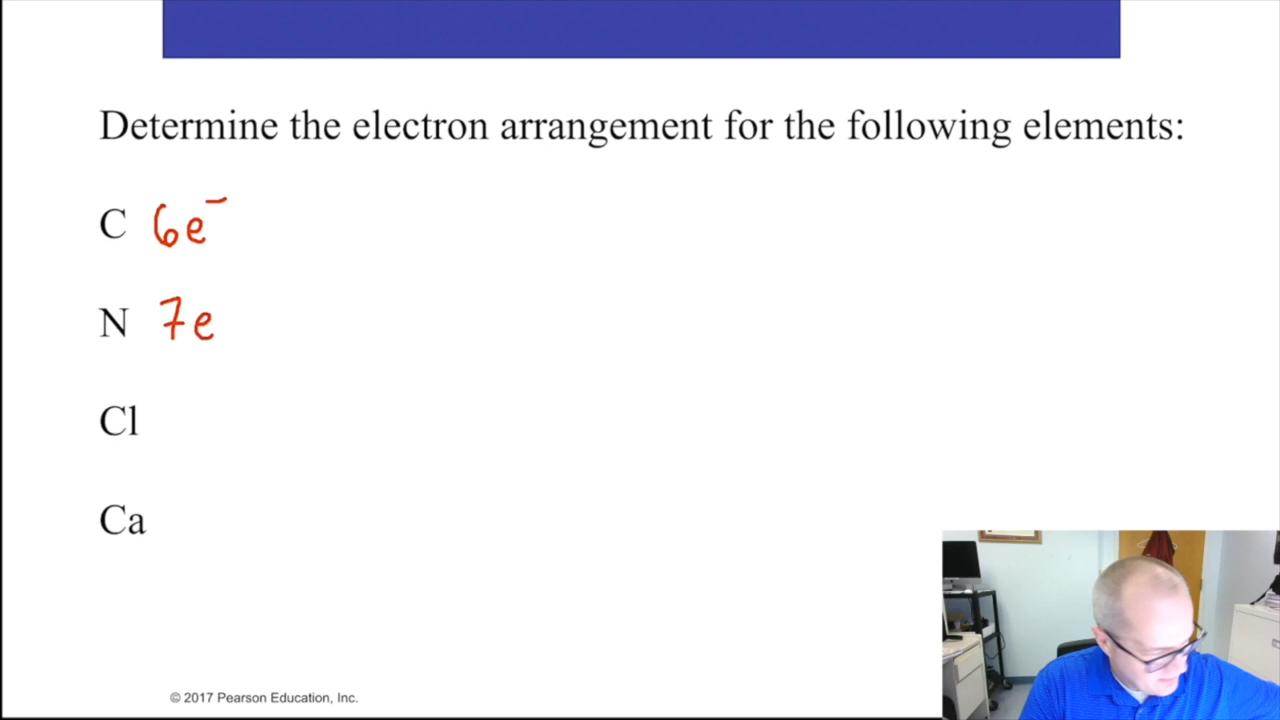 Determine the electron arrangement for the following elements:
C 6e⁻
N 7e
Cl
Ca
© 2017 Pearson Education, Inc.